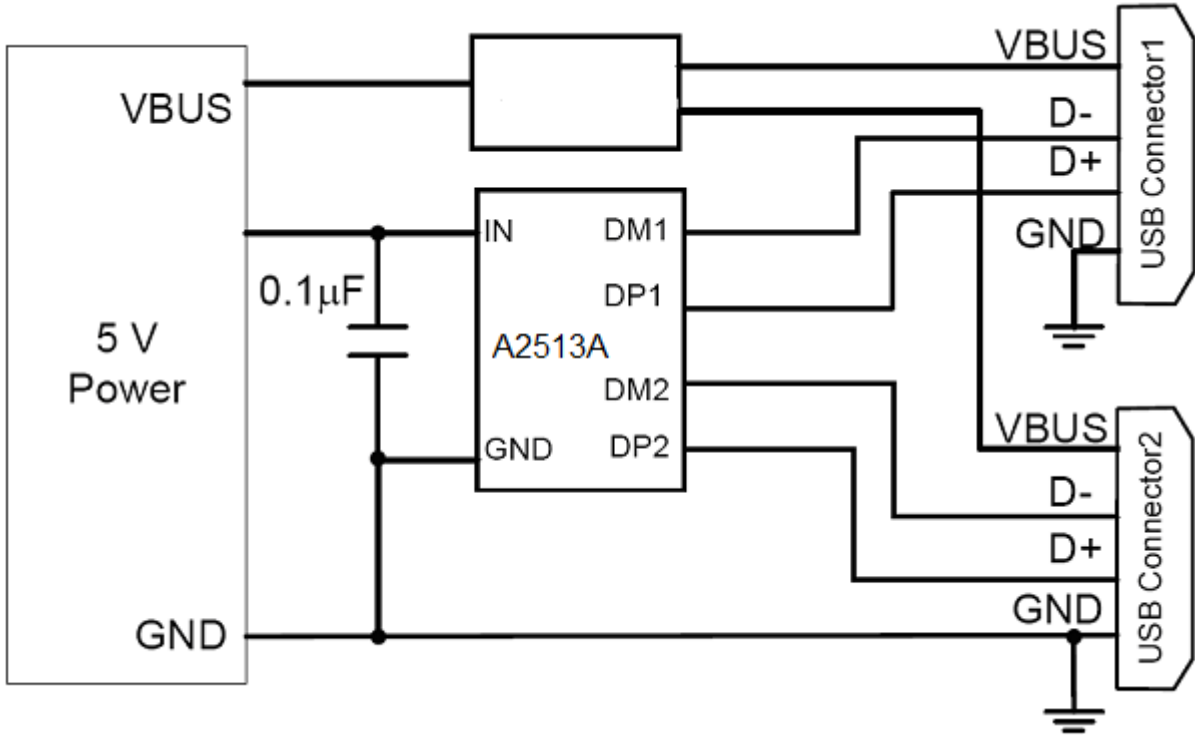 VBUS
5 V
Power
GND
0.1μF
IN
GND
A2513A
DM1
DP1
DM2
DP2
VBUS
D-
D+
GND
USB Connector1
VBUS
D-
D+
GND
USB Connector2